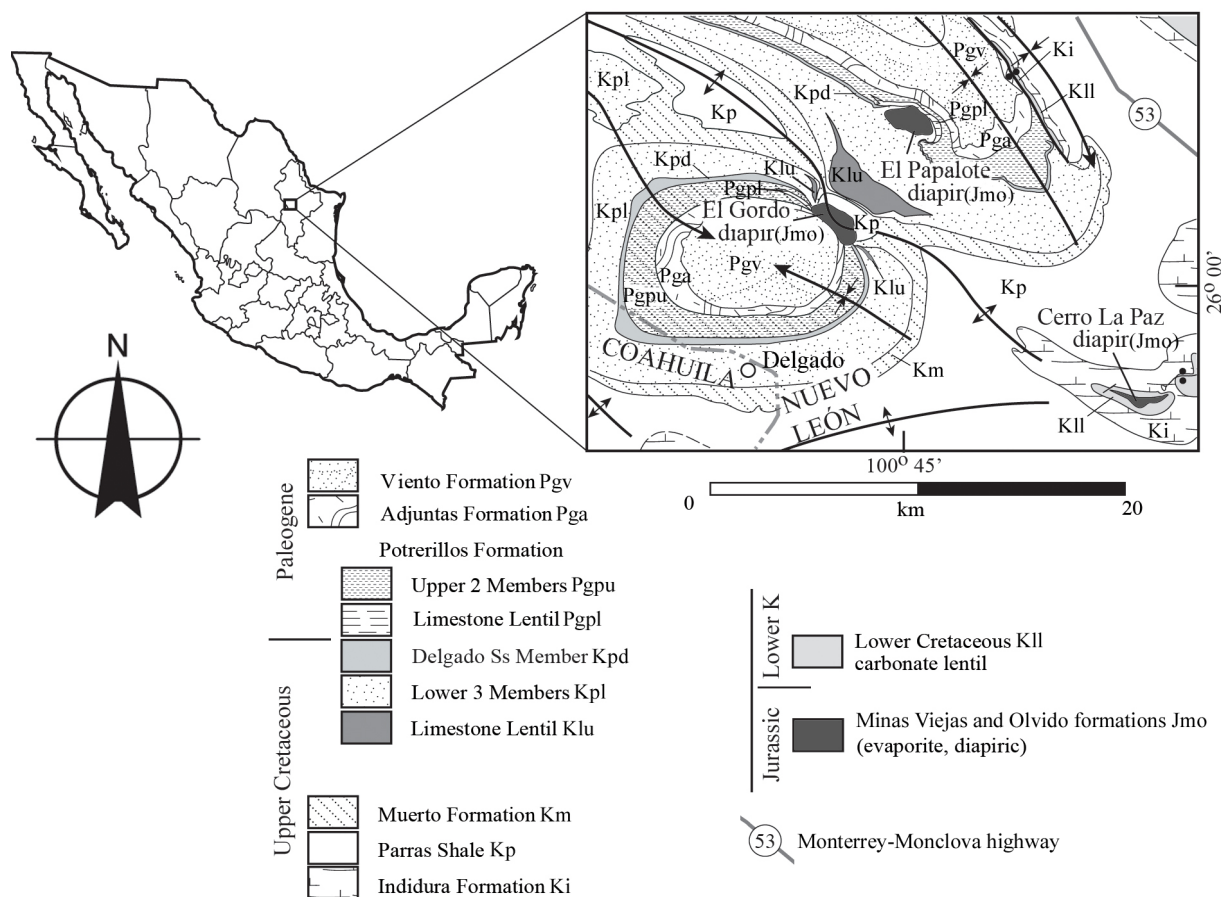 N
Kpl
Kp
Kpd
Pgv
Ki
Kll
53
Pgpl
Pga
El Papalote
diapir(Jmo)
Klu
Kpd
Klu
Kpl
Pgpl
El Gordo
diapir(Jmo)
Kp
Pgv
Pga
Pgpu
Klu
Kp
26° 00'
Cerro La Paz
diapir(Jmo)
COAHUILA
Delgado
Km
NUEVO
LEÓN
Kll
Ki
100° 45'
0
km
20
Paleogene
Viento Formation Pgv
Adjuntas Formation Pga
Potrerillos Formation
Upper 2 Members Pgpu
Limestone Lentil Pgpl
Upper Cretaceous
Delgado Ss Member Kpd
Lower 3 Members Kpl
Limestone Lentil Klu
Muerto Formation Km
Parras Shale Kp
Indidura Formation Ki
Lower K
Lower Cretaceous Kll
carbonate lentil
Jurassic
Minas Viejas and Olvido formations Jmo
(evaporite, diapiric)
53 Monterrey-Monclova highway